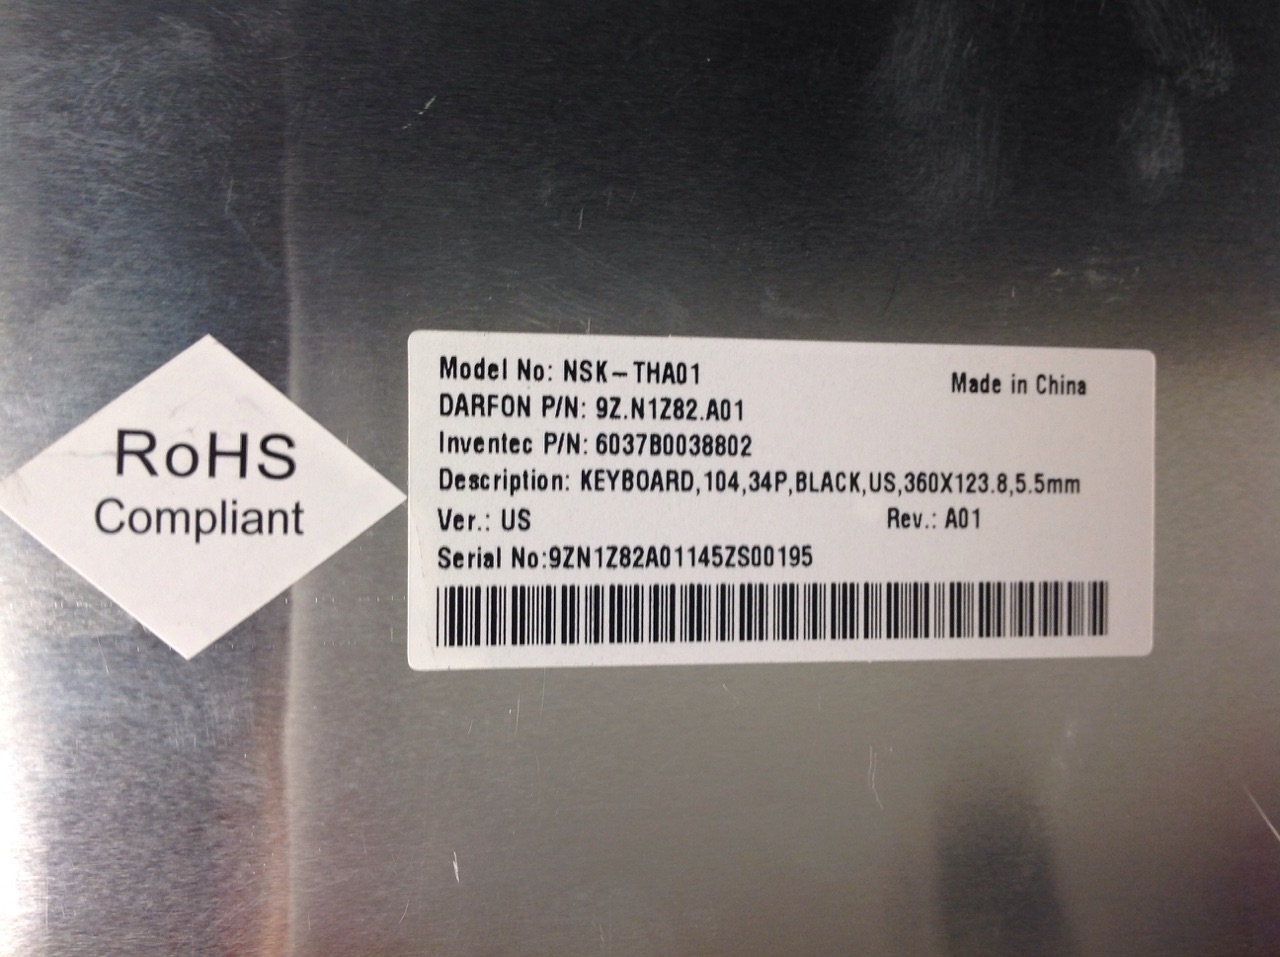 RoHS
Compliant
Model No: NSK-THA01
Made in China
DARFON P/N: 9Z.N1Z82.A01
Inventec P/N: 6037B0038802
Description: KEYBOARD,104,34P,BLACK,US,360X123.8,5.5mm
Ver.: US
Rev.: A01
Serial No:9ZN1Z82A01145ZS00195